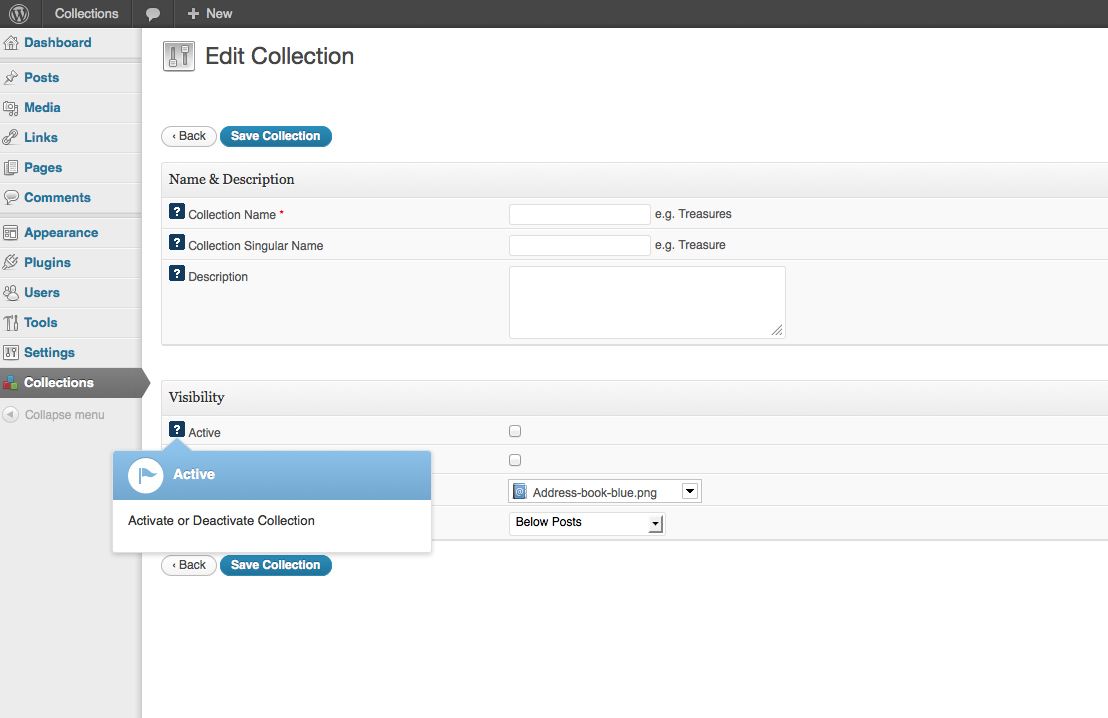 Collections
New
Dashboard
Posts
Media
Links
Pages
Comments
Appearance
Plugins
Users
Tools
Settings
Collections
Collapse menu
Edit Collection
‹ Back
Save Collection
Name & Description
? Collection Name *
e.g. Treasures
? Collection Singular Name
e.g. Treasure
? Description
Visibility
? Active
Active
Activate or Deactivate Collection
Address-book-blue.png
Below Posts
‹ Back
Save Collection